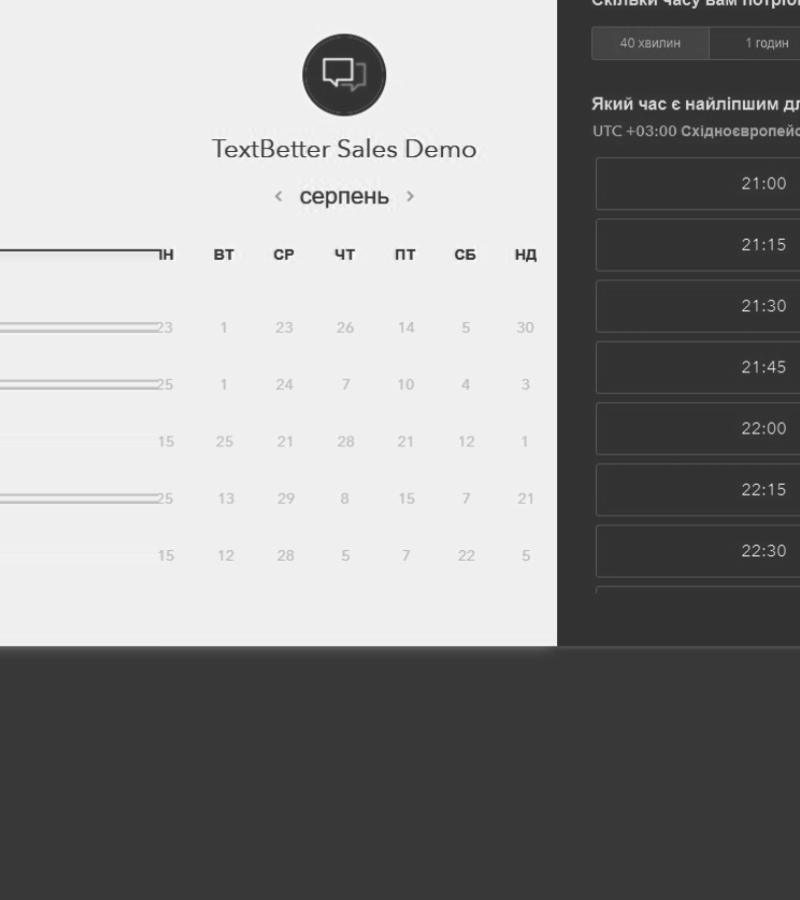 TextBetter Sales Demo
‹ серпень ›
ПН ВТ СР ЧТ ПТ СБ НД
23 1 23 26 14 5 30
25 1 24 7 10 4 3
15 25 21 28 21 12 1
25 13 29 8 15 7 21
15 12 28 5 7 22 5
Скільки часу вам
40 хвилин 1 годин
Який час є найліпшим
UTC +03:00
21:00
21:15
21:30
21:45
22:00
22:15
22:30